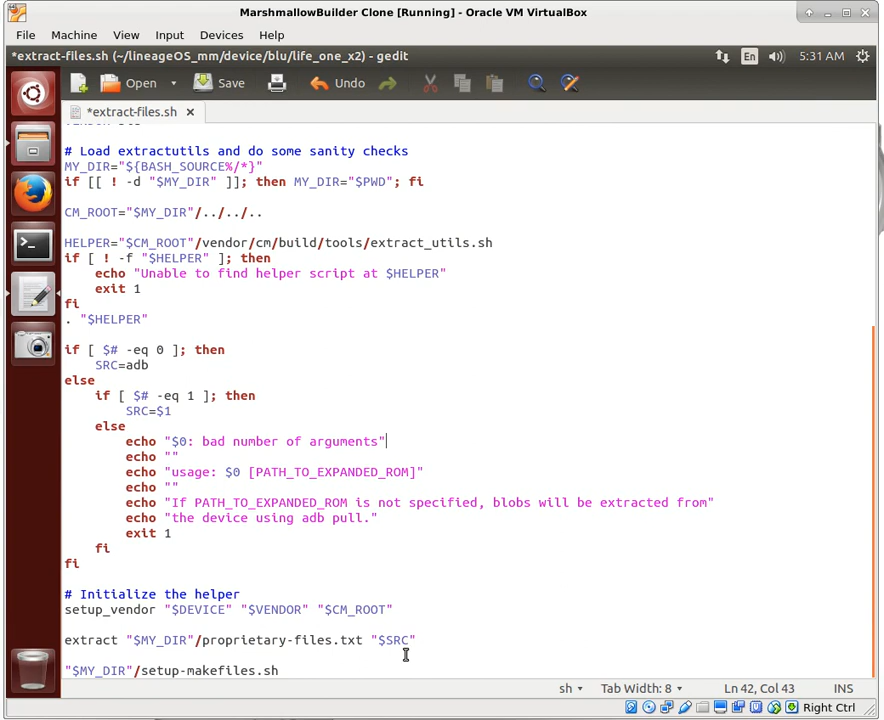 MarshmallowBuilder Clone [Running] - Oracle VM VirtualBox
File Machine View Input Devices Help
*extract-files.sh (~/lineageOS_mm/device/blu/life_one_x2) - gedit
En 5:31 AM
Open Save Undo
*extract-files.sh
# Load extractutils and do some sanity checks
MY_DIR="${BASH_SOURCE%/*}"
if [[ ! -d "$MY_DIR" ]]; then MY_DIR="$PWD"; fi
CM_ROOT="$MY_DIR"/../../..
HELPER="$CM_ROOT"/vendor/cm/build/tools/extract_utils.sh
if [ ! -f "$HELPER" ]; then
echo "Unable to find helper script at $HELPER"
exit 1
fi
. "$HELPER"
if [ $# -eq 0 ]; then
SRC=adb
else
if [ $# -eq 1 ]; then
SRC=$1
else
echo "$0: bad number of arguments"
echo ""
echo "usage: $0 [PATH_TO_EXPANDED_ROM]"
echo ""
echo "If PATH_TO_EXPANDED_ROM is not specified, blobs will be extracted from"
echo "the device using adb pull."
exit 1
fi
fi
# Initialize the helper
setup_vendor "$DEVICE" "$VENDOR" "$CM_ROOT"
extract "$MY_DIR"/proprietary-files.txt "$SRC"
"$MY_DIR"/setup-makefiles.sh
sh Tab Width: 8 Ln 42, Col 43 INS
Right Ctrl